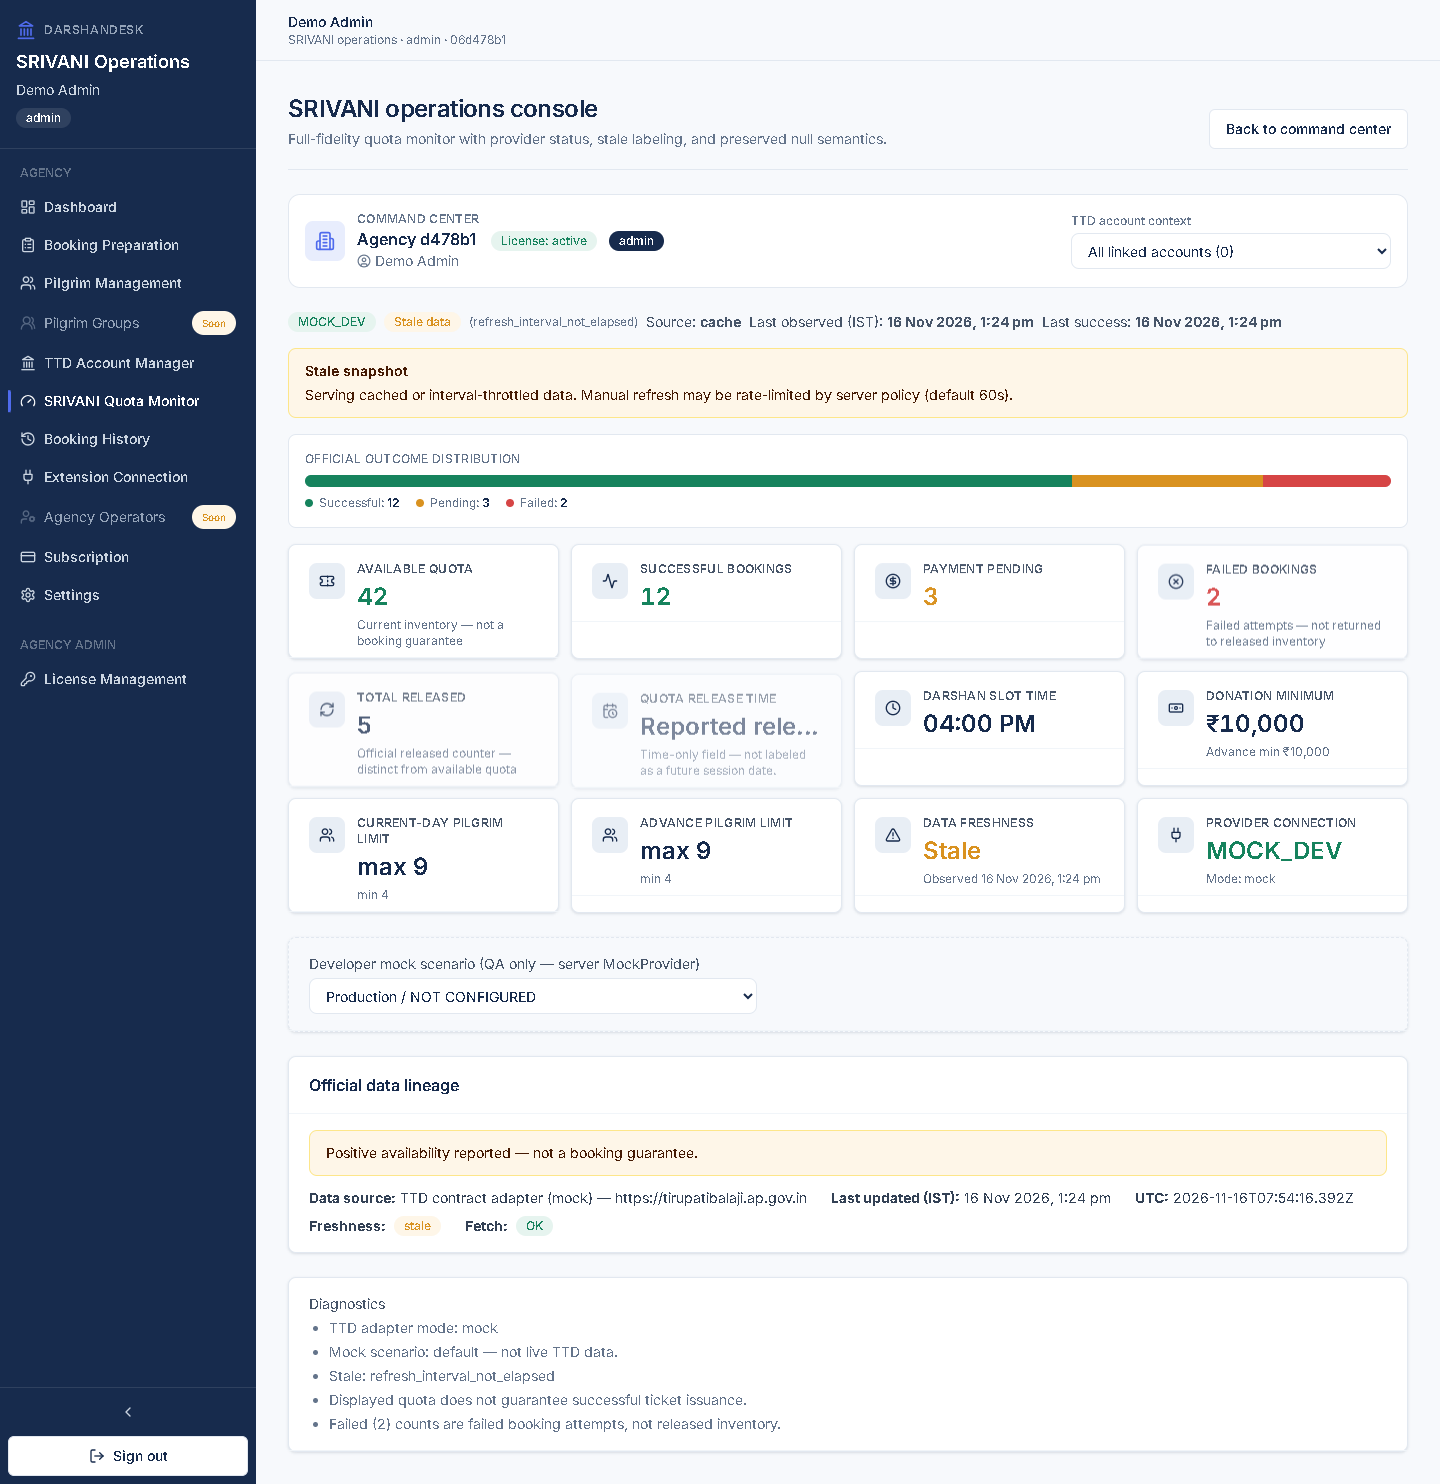 DARSHANDESK
SRIVANI Operations
Demo Admin
admin
AGENCY
Dashboard
Booking Preparation
Pilgrim Management
Pilgrim Groups
Soon
TTD Account Manager
SRIVANI Quota Monitor
Booking History
Extension Connection
Agency Operators
Soon
Subscription
Settings
AGENCY ADMIN
License Management
Sign out
Demo Admin
SRIVANI operations · admin · 06d478b1
SRIVANI operations console
Full-fidelity quota monitor with provider status, stale labeling, and preserved null semantics.
Back to command center
COMMAND CENTER
Agency d478b1 License: active admin
Demo Admin
TTD account context
All linked accounts (0)
MOCK_DEV Stale data (refresh_interval_not_elapsed) Source: cache Last observed (IST): 16 Nov 2026, 1:24 pm Last success: 16 Nov 2026, 1:24 pm
Stale snapshot
Serving cached or interval-throttled data. Manual refresh may be rate-limited by server policy (default 60s).
OFFICIAL OUTCOME DISTRIBUTION
Successful: 12 Pending: 3 Failed: 2
AVAILABLE QUOTA
42
Current inventory — not a
booking guarantee
SUCCESSFUL BOOKINGS
12
PAYMENT PENDING
3
FAILED BOOKINGS
2
Failed attempts — not returned
to released inventory
TOTAL RELEASED
5
Official released counter —
distinct from available quota
QUOTA RELEASE TIME
Reported rele...
Time-only field — not labeled
as a future session date.
DARSHAN SLOT TIME
04:00 PM
DONATION MINIMUM
₹10,000
Advance min ₹10,000
CURRENT-DAY PILGRIM
LIMIT
max 9
min 4
ADVANCE PILGRIM LIMIT
max 9
min 4
DATA FRESHNESS
Stale
Observed 16 Nov 2026, 1:24 pm
PROVIDER CONNECTION
MOCK_DEV
Mode: mock
Developer mock scenario (QA only — server MockProvider)
Production / NOT CONFIGURED
Official data lineage
Positive availability reported — not a booking guarantee.
Data source: TTD contract adapter (mock) — https://tirupatibalaji.ap.gov.in Last updated (IST): 16 Nov 2026, 1:24 pm UTC: 2026-11-16T07:54:16.392Z
Freshness: stale Fetch: OK
Diagnostics
• TTD adapter mode: mock
• Mock scenario: default — not live TTD data.
• Stale: refresh_interval_not_elapsed
• Displayed quota does not guarantee successful ticket issuance.
• Failed (2) counts are failed booking attempts, not released inventory.